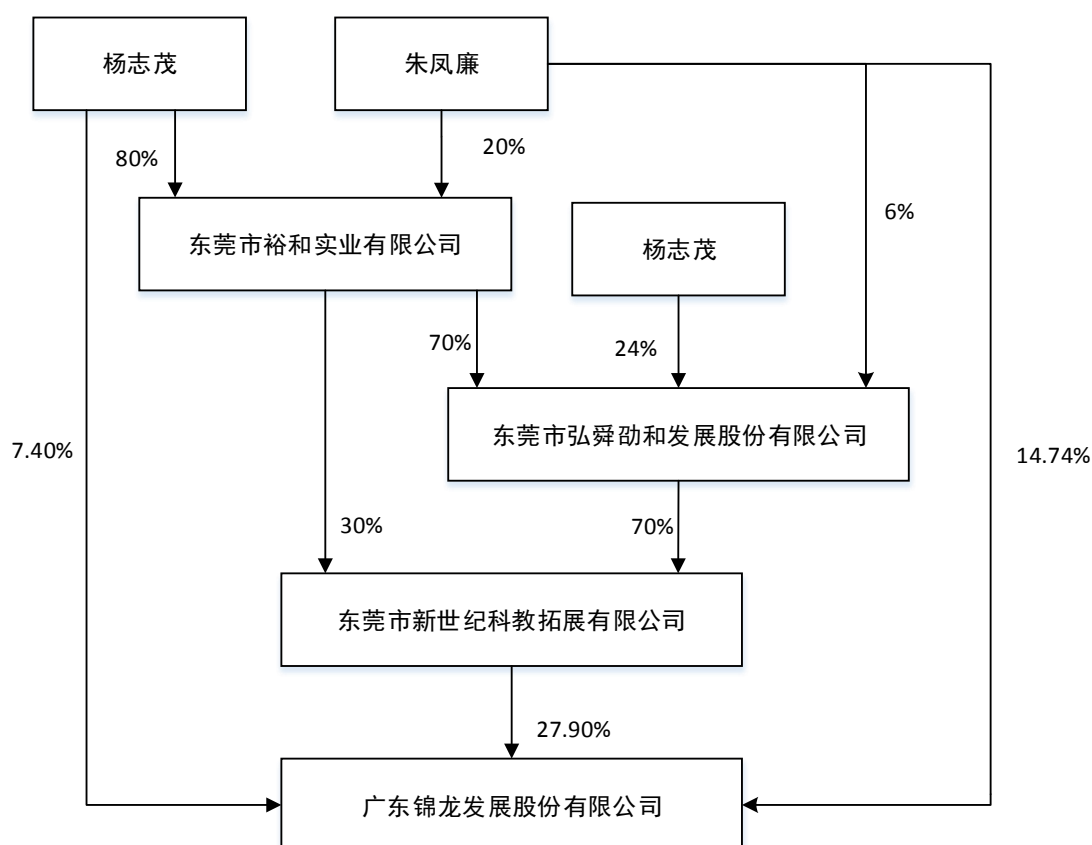 杨志茂
朱凤廉
80%
20%
东莞市裕和实业有限公司
杨志茂
6%
70%
24%
东莞市弘舜劭和发展股份有限公司
7.40%
14.74%
30%
70%
东莞市新世纪科教拓展有限公司
27.90%
广东锦龙发展股份有限公司